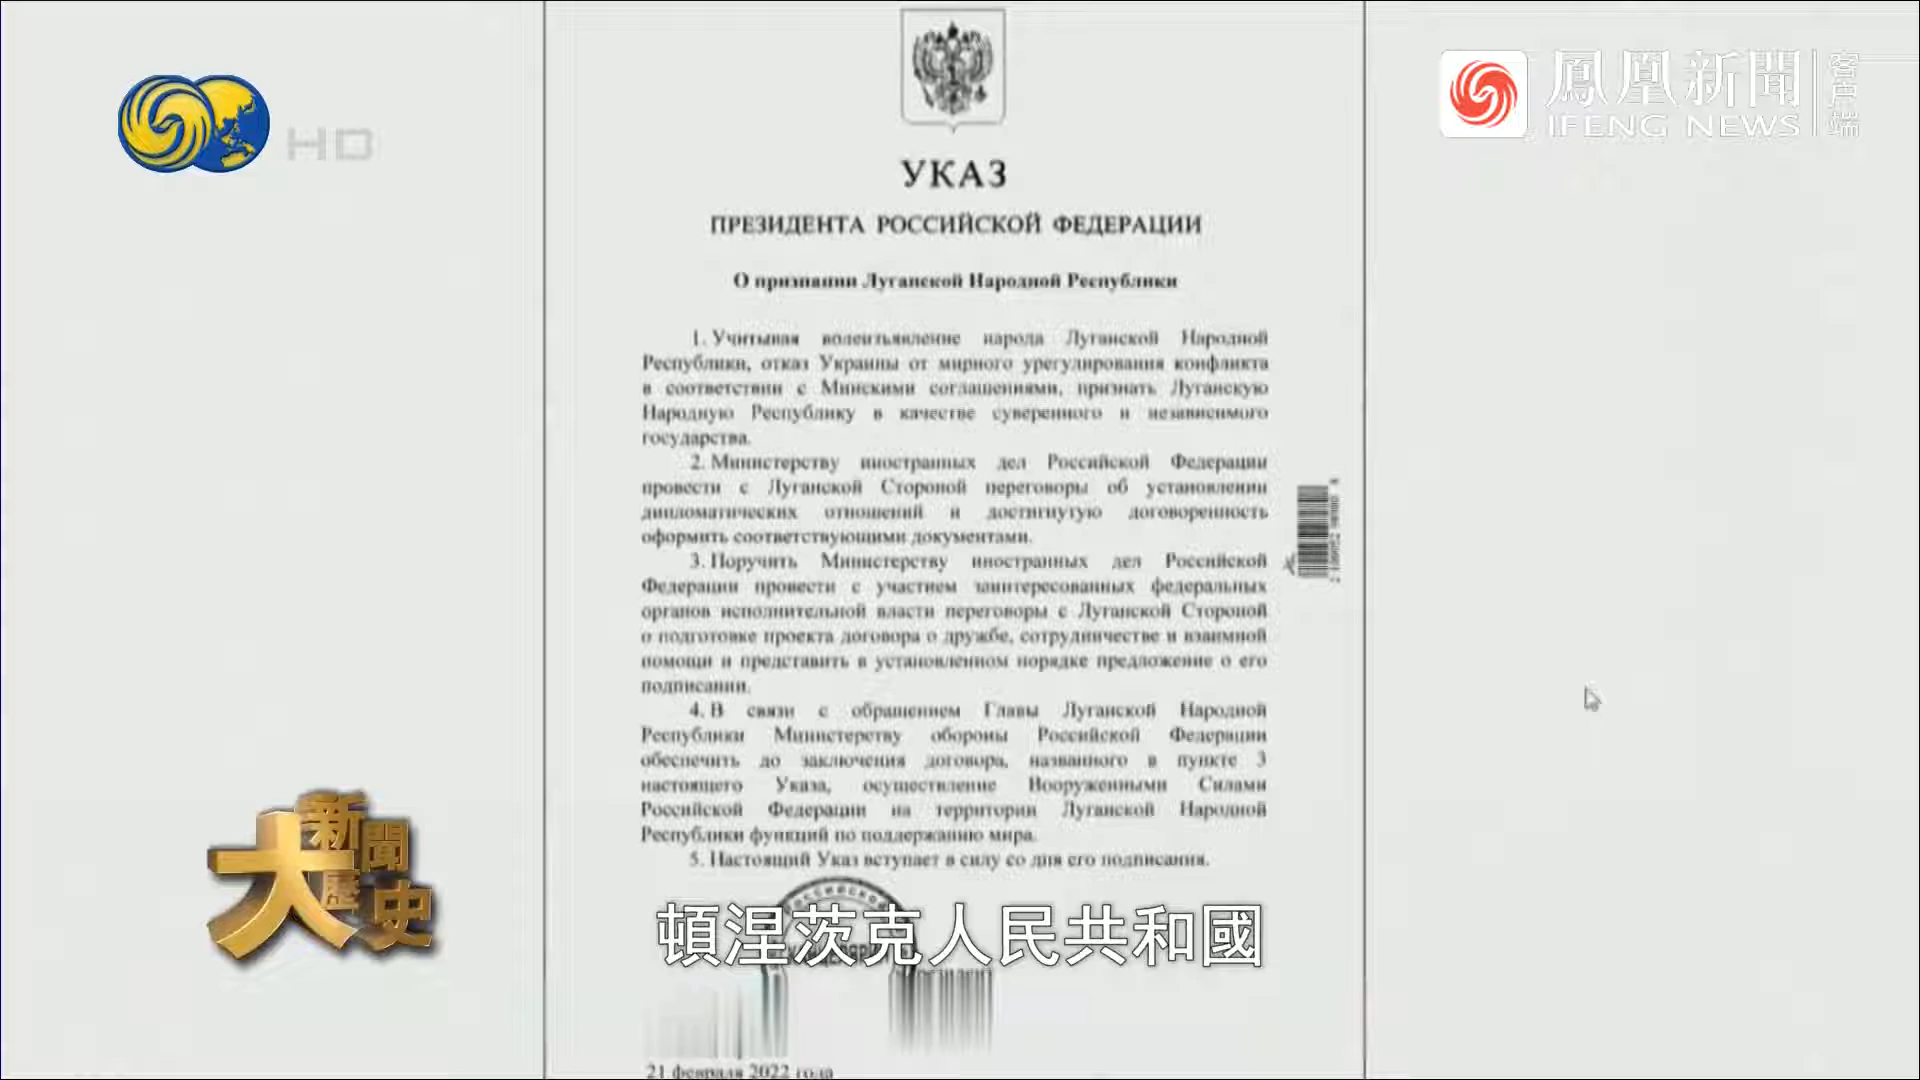 HD
鳳凰新聞
客戶端
IFENG NEWS
УКАЗ
ПРЕЗИДЕНТА РОССИЙСКОЙ ФЕДЕРАЦИИ
О признании Луганской Народной Республики
1. Учитывая волеизъявление народа Луганской Народной
Республики, отказ Украины от мирного урегулирования конфликта
в соответствии с Минскими соглашениями, признать Луганскую
Народную Республику в качестве суверенного и независимого
государства.
2. Министерству иностранных дел Российской Федерации
провести с Луганской Стороной переговоры об установлении
дипломатических отношений и достигнутую договоренность
оформить соответствующими документами.
3. Поручить Министерству иностранных дел Российской
Федерации провести с участием заинтересованных федеральных
органов исполнительной власти переговоры с Луганской Стороной
о подготовке проекта договора о дружбе, сотрудничестве и взаимной
помощи и представить в установленном порядке предложение о его
подписании.
4. В связи с обращением Главы Луганской Народной
Республики Министерству обороны Российской Федерации
обеспечить до заключения договора, названного в пункте 3
настоящего Указа, осуществление Вооруженными Силами
Российской Федерации на территории Луганской Народной
Республики функций по поддержанию мира.
5. Настоящий Указ вступает в силу со дня его подписания.
新聞
大歷史
頓涅茨克人民共和國
21 февраля 2022 года